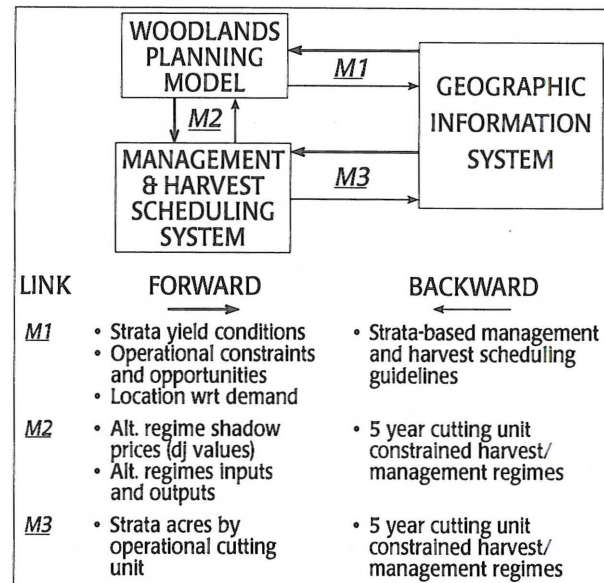 WOODLANDS
PLANNING
MODEL
M1
GEOGRAPHIC
INFORMATION
SYSTEM
M2
MANAGEMENT
& HARVEST
SCHEDULING
SYSTEM
M3
LINK FORWARD BACKWARD
M1 • Strata yield conditions
• Operational constraints
and opportunities
• Location wrt demand
• Strata-based management
and harvest scheduling
guidelines
M2 • Alt. regime shadow
prices (dj values)
• Alt. regimes inputs
and outputs
• 5 year cutting unit
constrained harvest/
management regimes
M3 • Strata acres by
operational cutting
unit
• 5 year cutting unit
constrained harvest/
management regimes